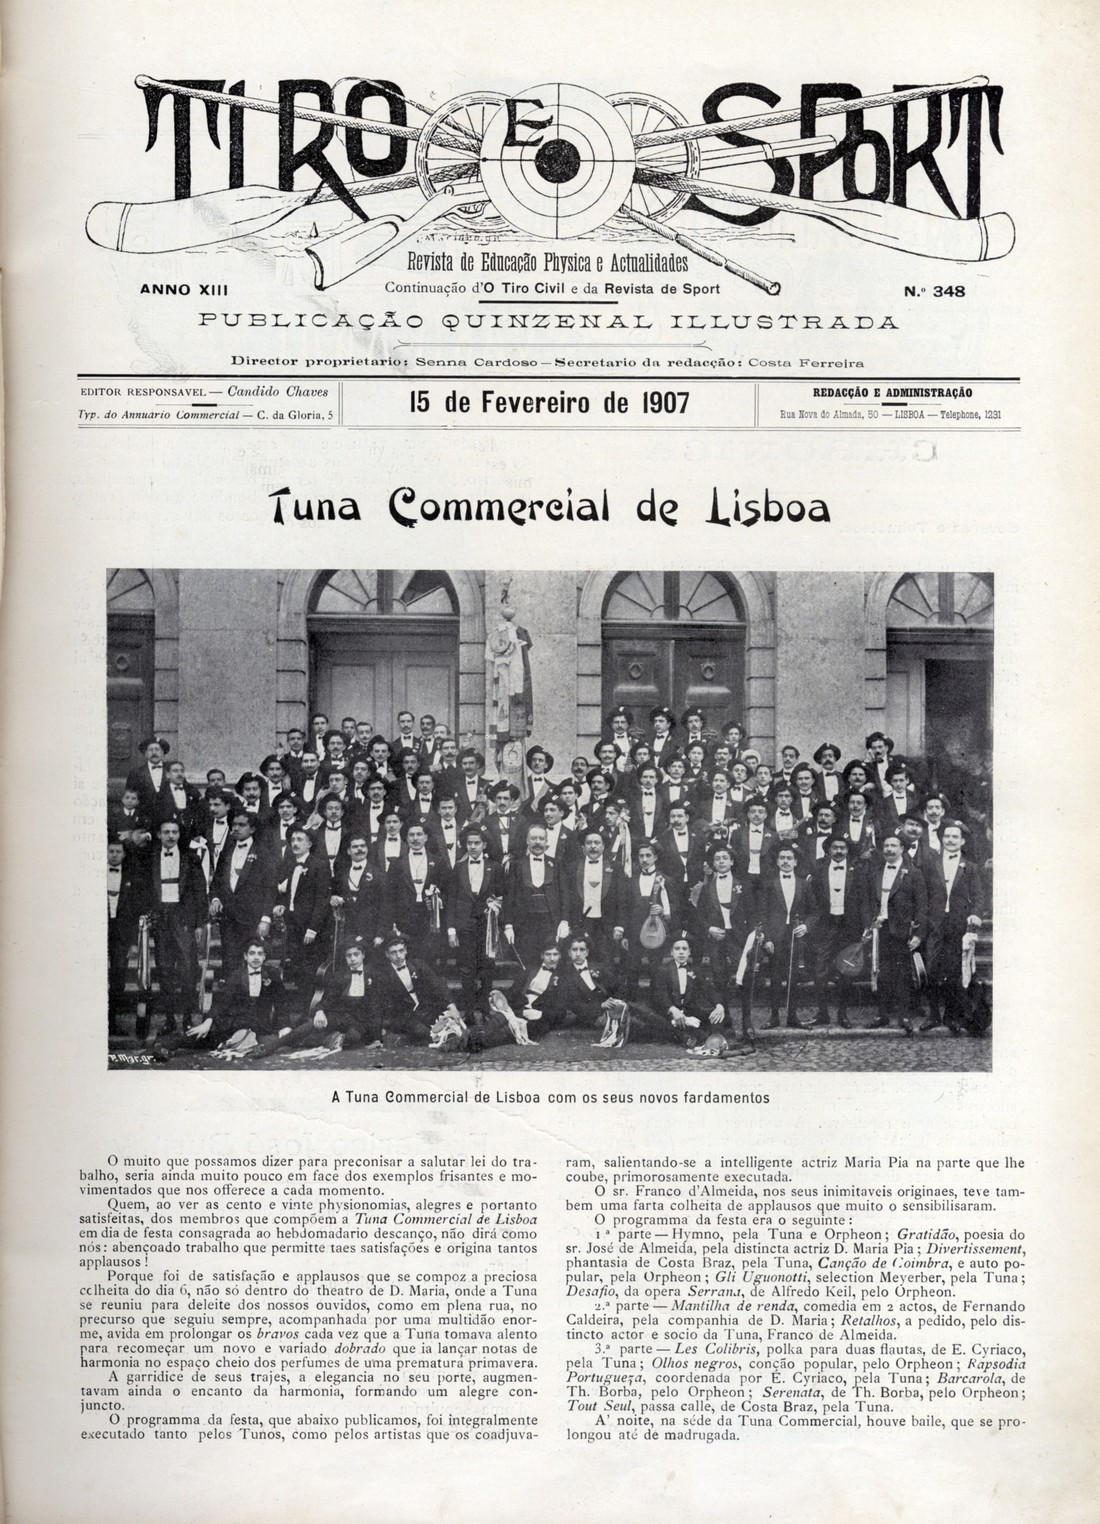 TIRO E SPORT
Revista de Educação Physica e Actualidades
ANNO XIII
Continuação d'O Tiro Civil e da Revista de Sport
N.º 348
PUBLICAÇÃO QUINZENAL ILLUSTRADA
Director proprietario: Senna Cardoso — Secretario da redacção: Costa Ferreira
EDITOR RESPONSAVEL — Candido Chaves
Typ. do Annuario Commercial — C. da Gloria, 5
15 de Fevereiro de 1907
REDACÇÃO E ADMINISTRAÇÃO
Rua Nova do Almada, 50 — LISBOA — Telephone, 1231
Tuna Commercial de Lisboa
P. Mar.gr.
A Tuna Commercial de Lisboa com os seus novos fardamentos
O muito que possamos dizer para preconisar a salutar lei do tra-
balho, seria ainda muito pouco em face dos exemplos frisantes e mo-
vimentados que nos offerece a cada momento.
Quem, ao ver as cento e vinte physionomias, alegres e portanto
satisfeitas, dos membros que compõem a Tuna Commercial de Lisboa
em dia de festa consagrada ao hebdomadario descanço, não dirá como
nós: abençoado trabalho que permitte taes satisfações e origina tantos
applausos !
Porque foi de satisfação e applausos que se compoz a preciosa
colheita do dia 6, não só dentro do theatro de D. Maria, onde a Tuna
se reuniu para deleite dos nossos ouvidos, como em plena rua, no
precurso que seguiu sempre, acompanhada por uma multidão enor-
me, avida em prolongar os bravos cada vez que a Tuna tomava alento
para recomeçar um novo e variado dobrado que ia lançar notas de
harmonia no espaço cheio dos perfumes de uma prematura primavera.
A garridice de seus trajes, a elegancia no seu porte, augmen-
tavam ainda o encanto da harmonia, formando um alegre con-
juncto.
O programma da festa, que abaixo publicamos, foi integralmente
executado tanto pelos Tunos, como pelos artistas que os coadjuva-
ram, salientando-se a intelligente actriz Maria Pia na parte que lhe
coube, primorosamente executada.
O sr. Franco d'Almeida, nos seus inimitaveis originaes, teve tam-
bem uma farta colheita de applausos que muito o sensibilisaram.
O programma da festa era o seguinte :
1.ª parte — Hymno, pela Tuna e Orpheon ; Gratidão, poesia do
sr. José de Almeida, pela distincta actriz D. Maria Pia ; Divertissement,
phantasia de Costa Braz, pela Tuna, Canção de Coimbra, e auto po-
pular, pela Orpheon ; Gli Uguonotti, selection Meyerber, pela Tuna ;
Desafio, da opera Serrana, de Alfredo Keil, pelo Orpheon.
2.ª parte — Mantilha de renda, comedia em 2 actos, de Fernando
Caldeira, pela companhia de D. Maria ; Retalhos, a pedido, pelo dis-
tincto actor e socio da Tuna, Franco de Almeida.
3.ª parte — Les Colibris, polka para duas flautas, de E. Cyriaco,
pela Tuna ; Olhos negros, conção popular, pelo Orpheon ; Rapsodia
Portugueza, coordenada por E. Cyriaco, pela Tuna ; Barcarola, de
Th. Borba, pelo Orpheon ; Serenata, de Th. Borba, pelo Orpheon ;
Tout Seul, passa calle, de Costa Braz, pela Tuna.
A' noite, na séde da Tuna Commercial, houve baile, que se pro-
longou até de madrugada.